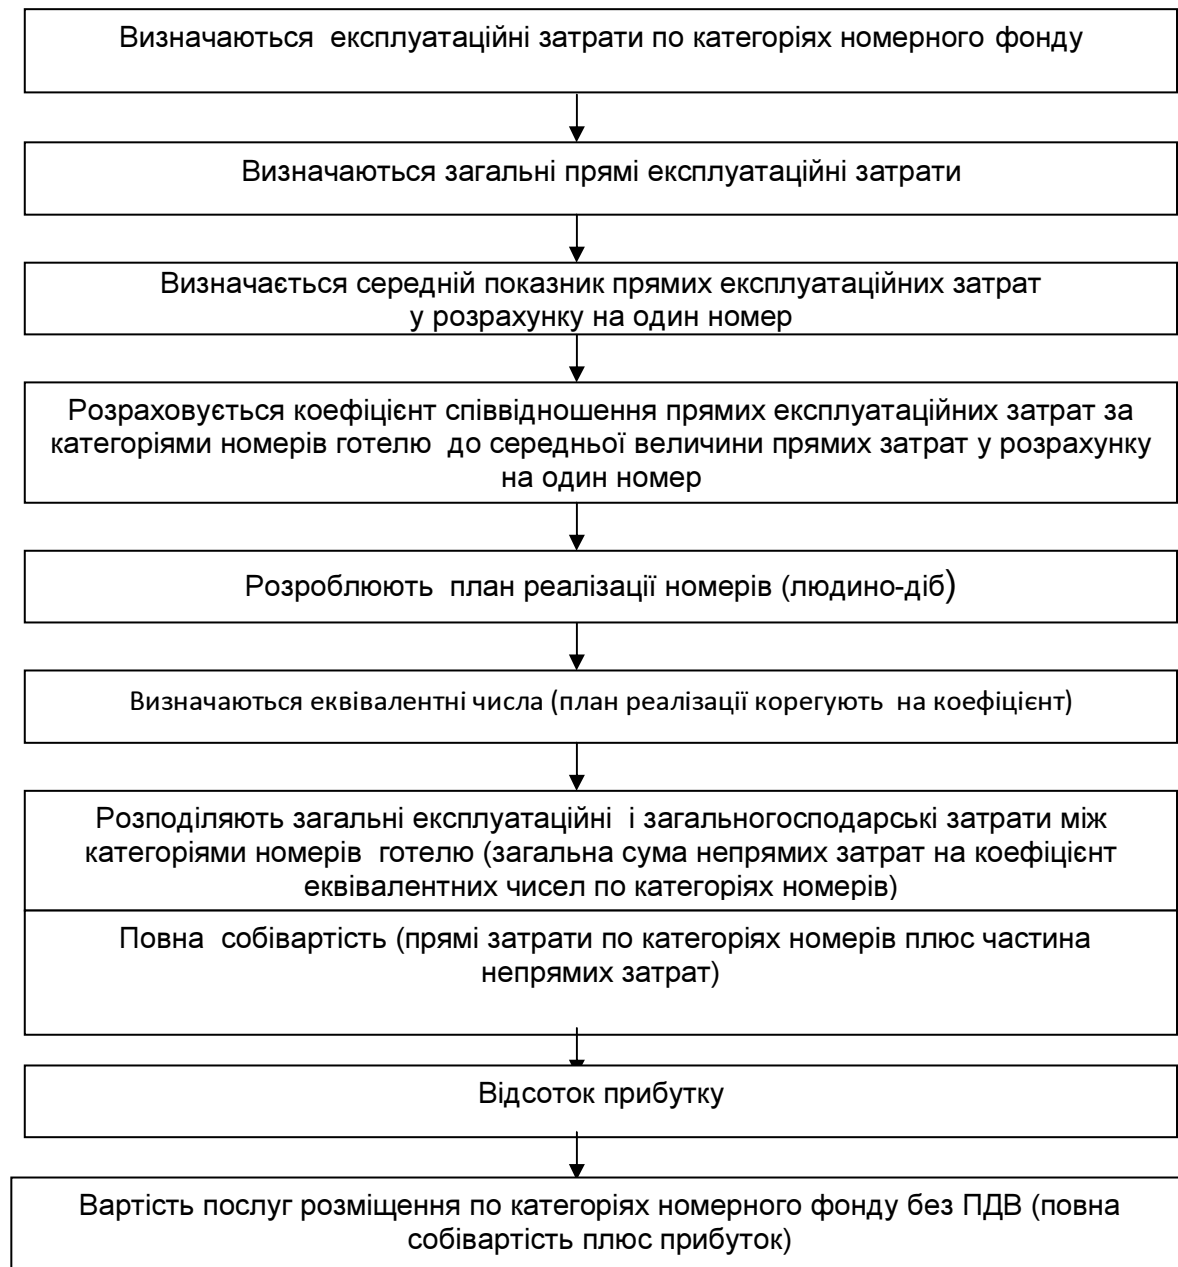 Визначаються експлуатаційні затрати по категоріях номерного фонду
Визначаються загальні прямі експлуатаційні затрати
Визначається середній показник прямих експлуатаційних затрат
у розрахунку на один номер
Розраховується коефіцієнт співвідношення прямих експлуатаційних затрат за
категоріями номерів готелю до середньої величини прямих затрат у розрахунку
на один номер
Розроблюють план реалізації номерів (людино-діб)
Визначаються еквівалентні числа (план реалізації корегують на коефіцієнт)
Розподіляють загальні експлуатаційні і загальногосподарські затрати між
категоріями номерів готелю (загальна сума непрямих затрат на коефіцієнт
еквівалентних чисел по категоріях номерів)
Повна собівартість (прямі затрати по категоріях номерів плюс частина
непрямих затрат)
Відсоток прибутку
Вартість послуг розміщення по категоріях номерного фонду без ПДВ (повна
собівартість плюс прибуток)